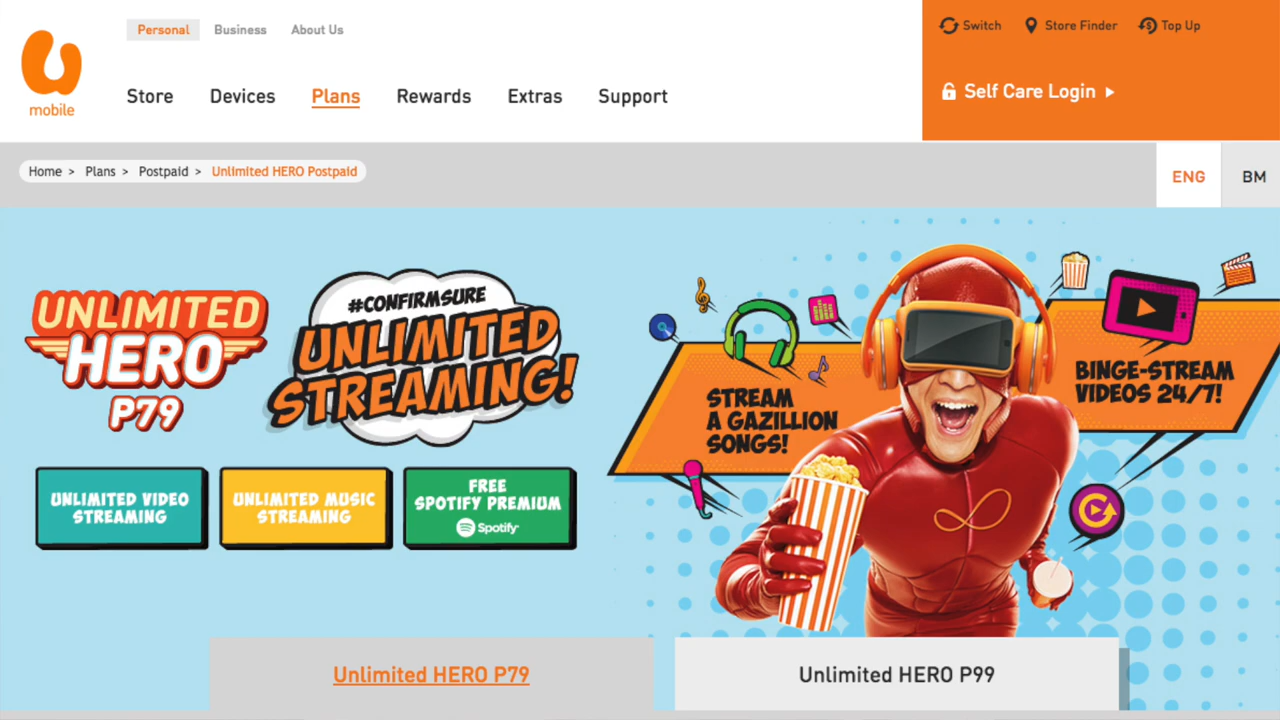 mobile
Personal
Business
About Us
Store
Devices
Plans
Rewards
Extras
Support
Switch
Store Finder
Top Up
Self Care Login
Home > Plans > Postpaid > Unlimited HERO Postpaid
ENG
BM
UNLIMITED
HERO
P79
#CONFIRMSURE
UNLIMITED
STREAMING!
UNLIMITED VIDEO
STREAMING
UNLIMITED MUSIC
STREAMING
FREE
SPOTIFY PREMIUM
Spotify
STREAM
A GAZILLION
SONGS!
BINGE-STREAM
VIDEOS 24/7!
Unlimited HERO P79
Unlimited HERO P99